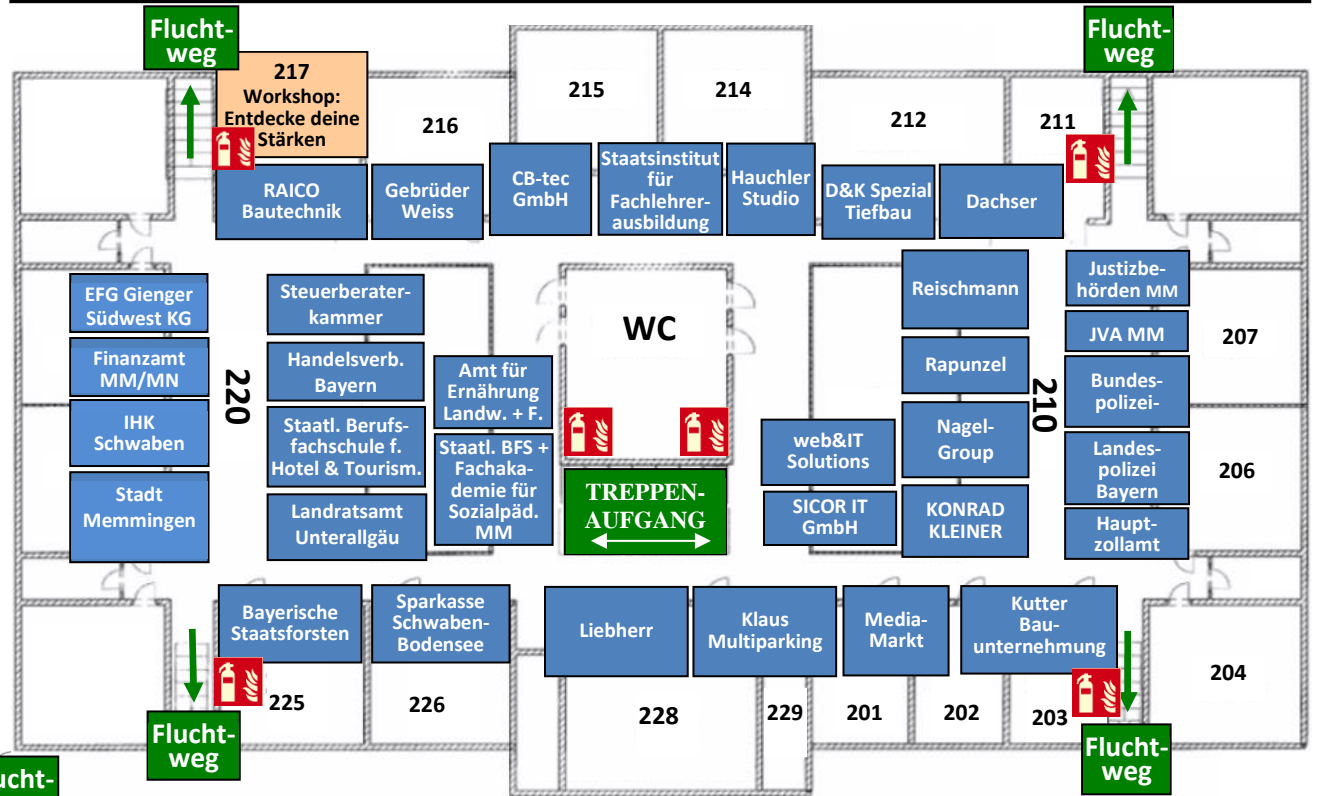 Flucht-
weg
Flucht-
weg
217
Workshop:
Entdecke deine
Stärken
216
215
214
212
211
RAICO
Bautechnik
Gebrüder
Weiss
CB-tec
GmbH
Staatsinstitut
für
Fachlehrer-
ausbildung
Hauchler
Studio
D&K Spezial
Tiefbau
Dachser
EFG Gienger
Südwest KG
Finanzamt
MM/MN
IHK
Schwaben
Stadt
Memmingen
220
Steuerberater-
kammer
Handelsverb.
Bayern
Staatl. Berufs-
fachschule f.
Hotel & Tourism.
Landratsamt
Unterallgäu
Amt für
Ernährung
Landw. + F.
Staatl. BFS +
Fachaka-
demie für
Sozialpäd.
MM
WC
TREPPEN-
AUFGANG
web&IT
Solutions
SICOR IT
GmbH
Reischmann
Rapunzel
Nagel-
Group
KONRAD
KLEINER
210
Justizbe-
hörden MM
JVA MM
Bundes-
polizei-
Landes-
polizei
Bayern
Haupt-
zollamt
207
206
Bayerische
Staatsforsten
Sparkasse
Schwaben-
Bodensee
Liebherr
Klaus
Multiparking
Media-
Markt
Kutter
Bau-
unternehmung
225
226
228
229
201
202
203
204
Flucht-
weg
Flucht-
weg
ucht-